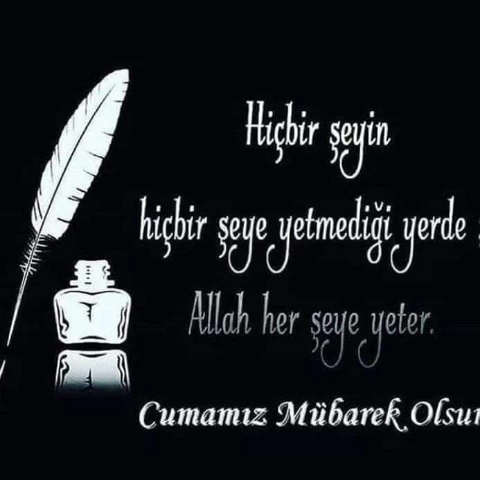 Hiçbir şeyin
hiçbir şeye yetmediği yerde ;
Allah her şeye yeter.
Cumamız Mübarek Olsun